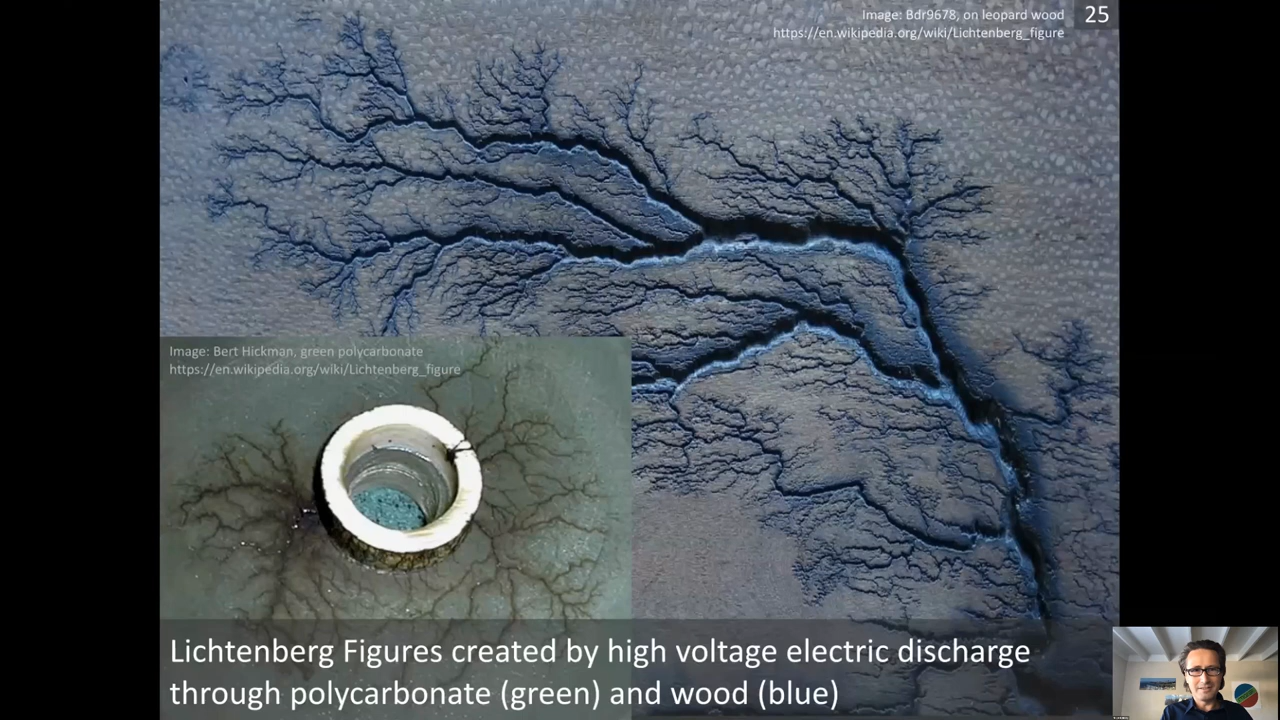 Image: Bdr9678, on leopard wood
https://en.wikipedia.org/wiki/Lichtenberg_figure
25
Image: Bert Hickman, green polycarbonate
https://en.wikipedia.org/wiki/Lichtenberg_figure
Lichtenberg Figures created by high voltage electric discharge
through polycarbonate (green) and wood (blue)